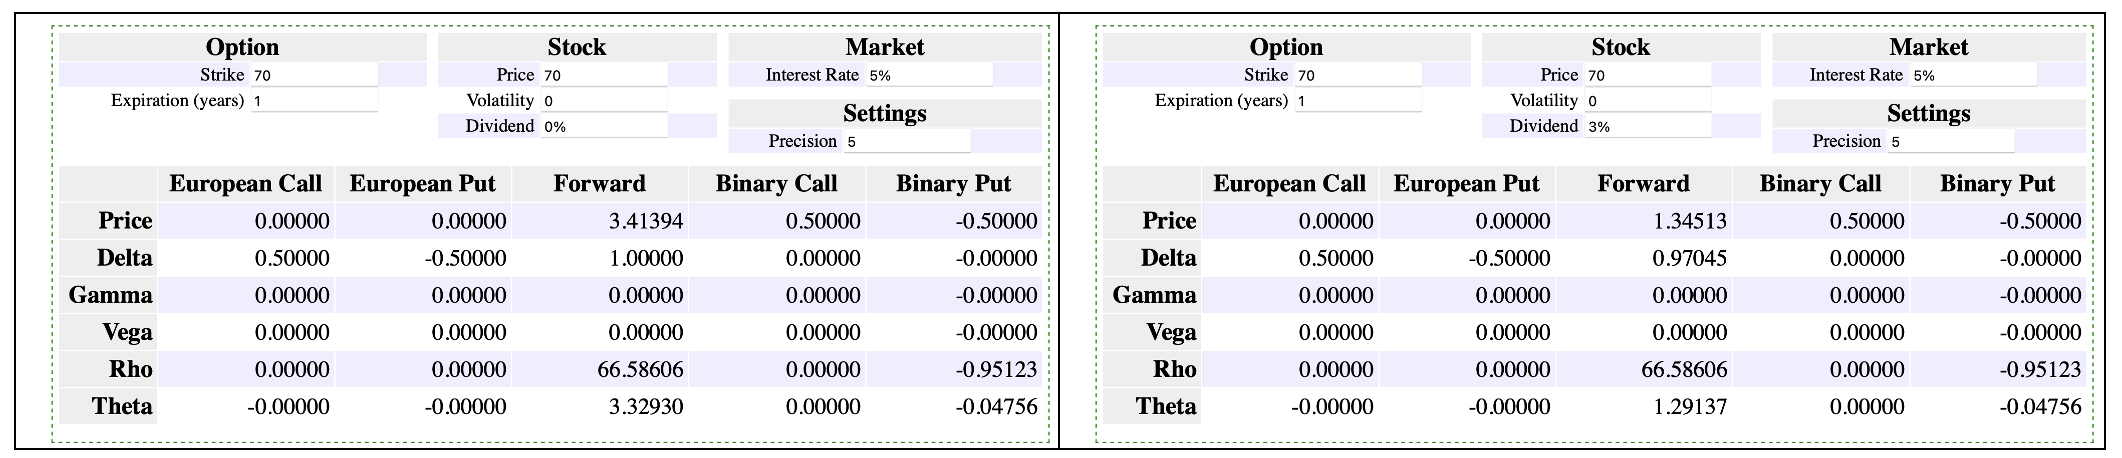 Option
Strike 70
Expiration (years) 1
Stock
Price 70
Volatility 0
Dividend 0%
Market
Interest Rate 5%
Settings
Precision 5
European Call European Put Forward Binary Call Binary Put
Price 0.00000 0.00000 3.41394 0.50000 -0.50000
Delta 0.50000 -0.50000 1.00000 0.00000 -0.00000
Gamma 0.00000 0.00000 0.00000 0.00000 -0.00000
Vega 0.00000 0.00000 0.00000 0.00000 -0.00000
Rho 0.00000 0.00000 66.58606 0.00000 -0.95123
Theta -0.00000 -0.00000 3.32930 0.00000 -0.04756
Option
Strike 70
Expiration (years) 1
Stock
Price 70
Volatility 0
Dividend 3%
Market
Interest Rate 5%
Settings
Precision 5
European Call European Put Forward Binary Call Binary Put
Price 0.00000 0.00000 1.34513 0.50000 -0.50000
Delta 0.50000 -0.50000 0.97045 0.00000 -0.00000
Gamma 0.00000 0.00000 0.00000 0.00000 -0.00000
Vega 0.00000 0.00000 0.00000 0.00000 -0.00000
Rho 0.00000 0.00000 66.58606 0.00000 -0.95123
Theta -0.00000 -0.00000 1.29137 0.00000 -0.04756